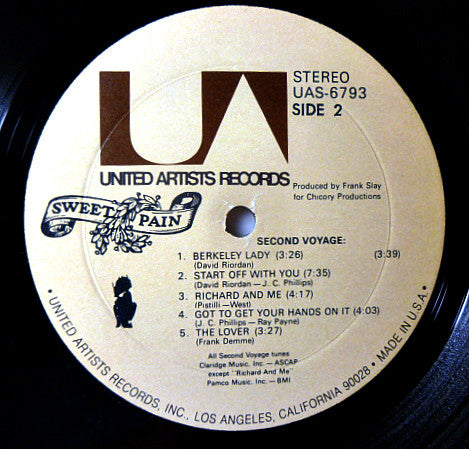 UA
STEREO
UAS-6793
SIDE 2
UNITED ARTISTS RECORDS
Produced by Frank Slay
for Chicory Productions
SWEET PAIN
SECOND VOYAGE:
1. BERKELEY LADY (3:26) (3:39)
(David Riordan)
2. START OFF WITH YOU (7:35)
(David Riordan — J. C. Phillips)
3. RICHARD AND ME (4:17)
(Pistilli — West)
4. GOT TO GET YOUR HANDS ON IT (4:03)
(J. C. Phillips — Ray Payne)
5. THE LOVER (3:27)
(Frank Demme)
All Second Voyage tunes
Claridge Music, Inc. — ASCAP
except "Richard And Me"
Pamco Music, Inc. — BMI
• UNITED ARTISTS RECORDS, INC., LOS ANGELES, CALIFORNIA 90028 • MADE IN U.S.A. •